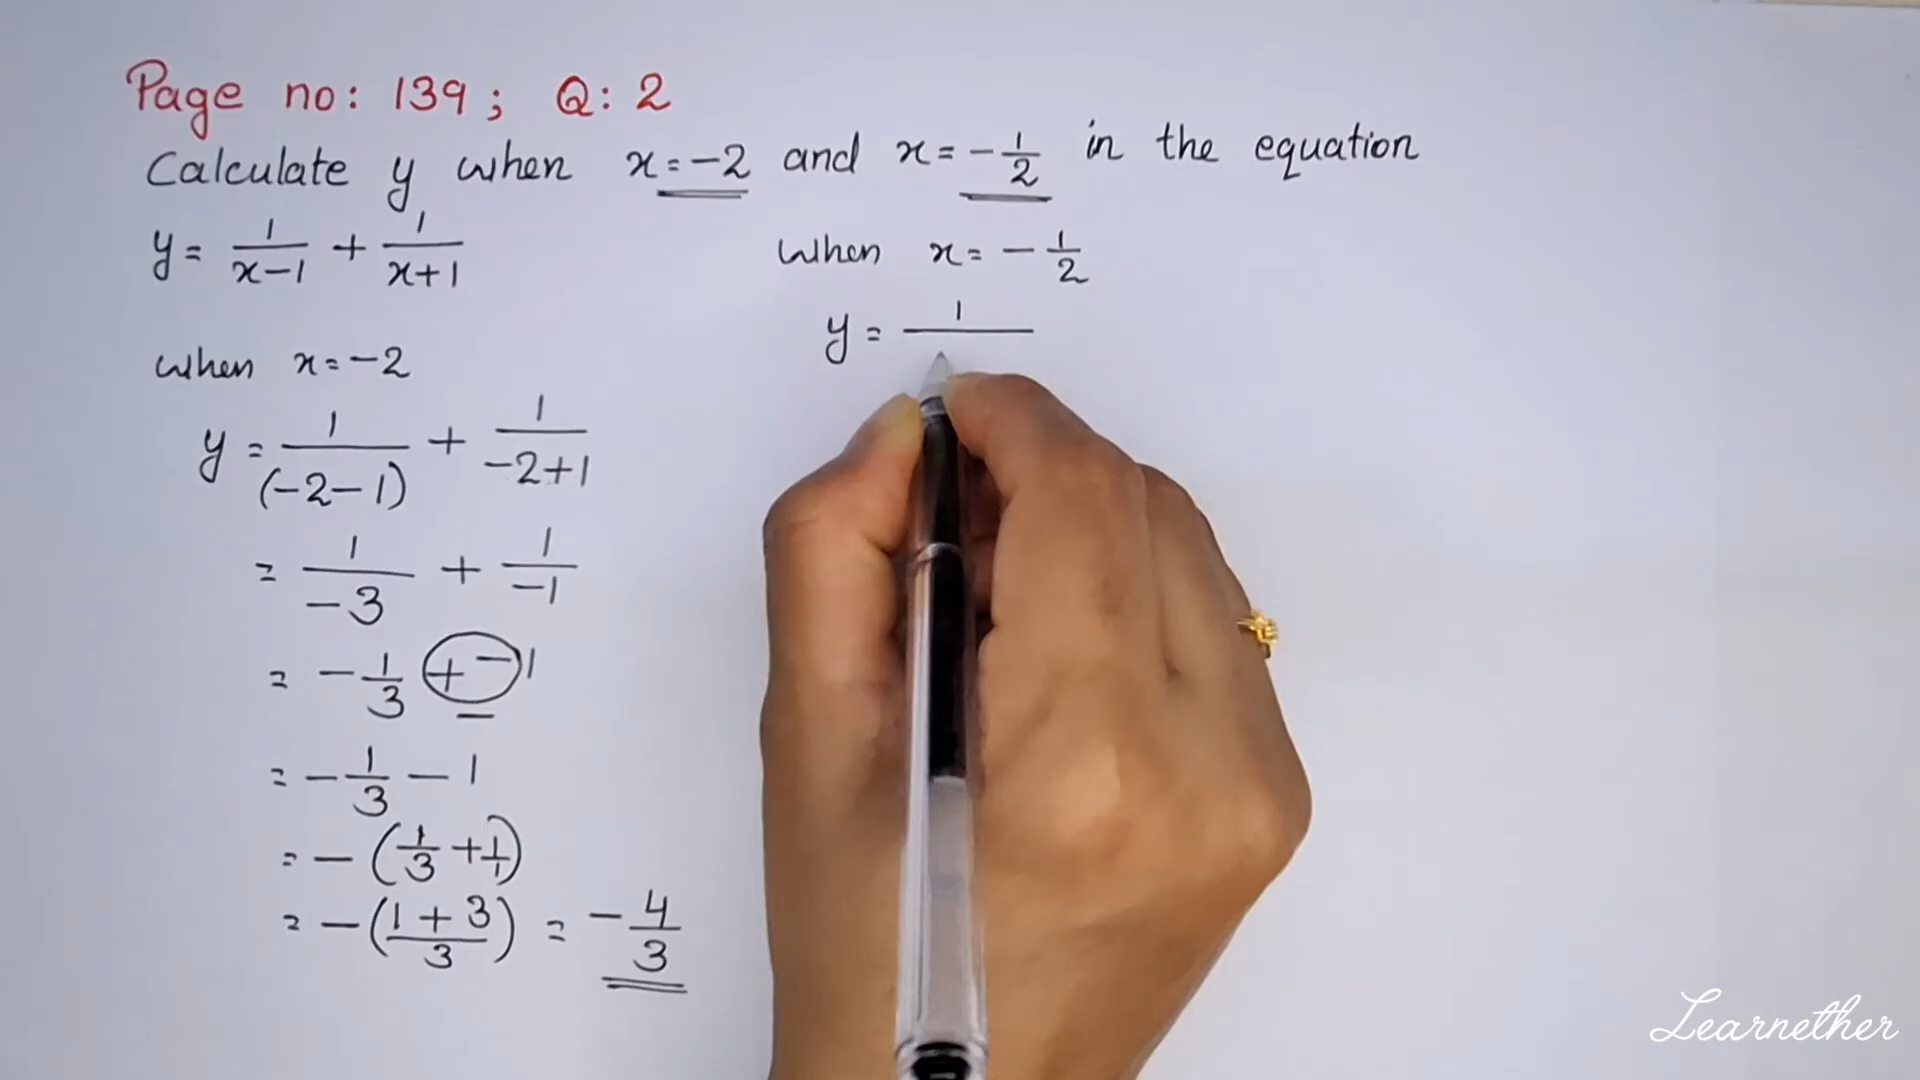 Page no: 139; Q: 2
Calculate y when x=-2 and x=-1/2 in the equation
y= 1/(x-1) + 1/(x+1)
when x=-2
y = 1/(-2-1) + 1/(-2+1)
= 1/-3 + 1/-1
= -1/3 + -1
-
= -1/3 - 1
= -(1/3 + 1/1)
= -((1+3)/3) = -4/3
When x= -1/2
y = 1/
Learnether